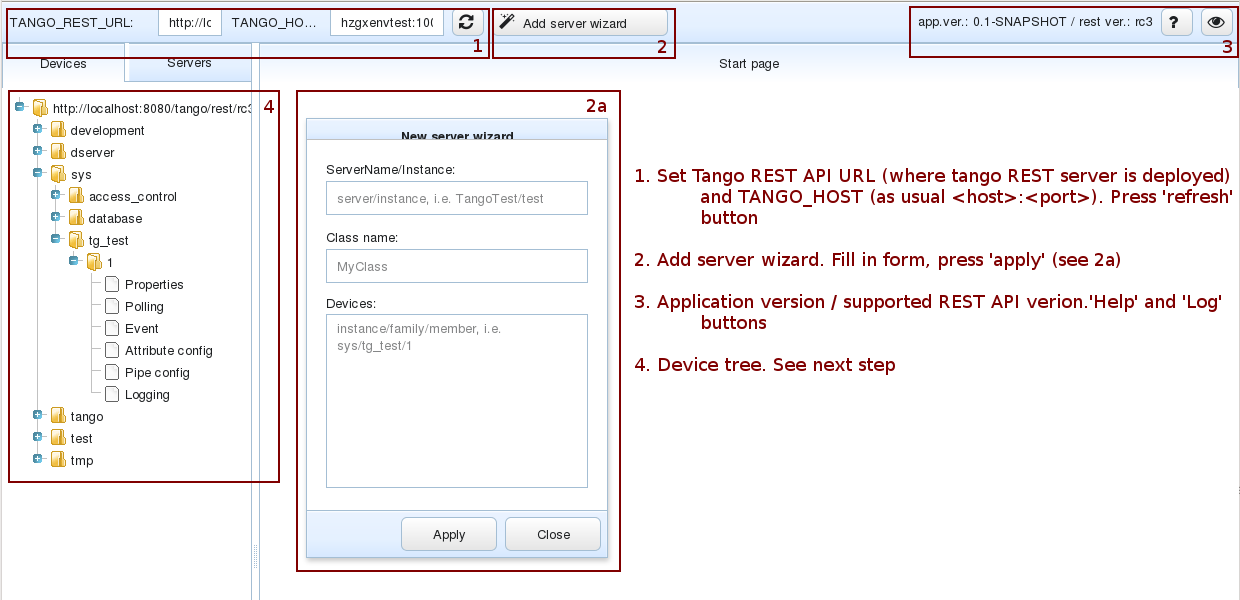 TANGO_REST_URL: http://lc TANGO_HO... hzgxenvtest:100 Add server wizard app.ver.: 0.1-SNAPSHOT / rest ver.: rc3 ?
1 2 3
Devices Servers Start page
4
http://localhost:8080/tango/rest/rc3
development
dserver
sys
access_control
database
tg_test
1
Properties
Polling
Event
Attribute config
Pipe config
Logging
tango
test
tmp
2a
New server wizard
ServerName/Instance:
server/instance, i.e. TangoTest/test
Class name:
MyClass
Devices:
instance/family/member, i.e.
sys/tg_test/1
Apply Close
1. Set Tango REST API URL (where tango REST server is deployed)
and TANGO_HOST (as usual <host>:<port>). Press 'refresh'
button
2. Add server wizard. Fill in form, press 'apply' (see 2a)
3. Application version / supported REST API verion.'Help' and 'Log'
buttons
4. Device tree. See next step